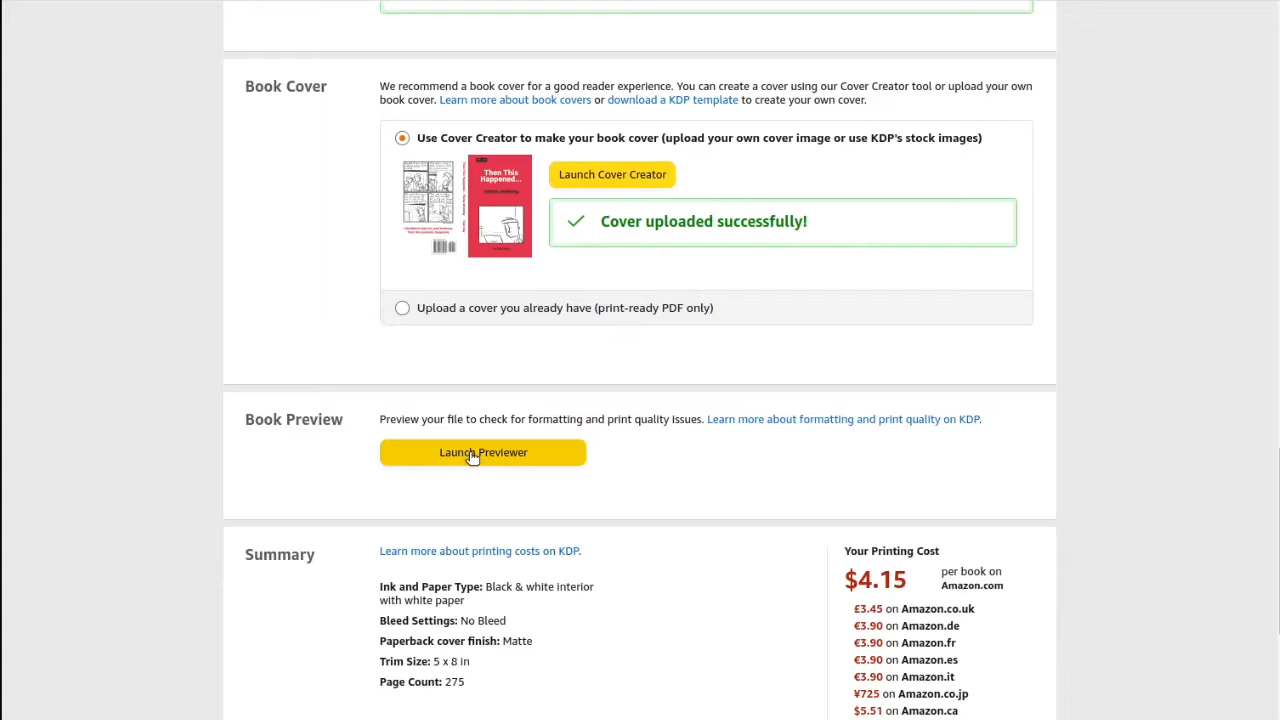 Book Cover
We recommend a book cover for a good reader experience. You can create a cover using our Cover Creator tool or upload your own
book cover. Learn more about book covers or download a KDP template to create your own cover.
Use Cover Creator to make your book cover (upload your own cover image or use KDP's stock images)
Then This
Happened...
Launch Cover Creator
Cover uploaded successfully!
Upload a cover you already have (print-ready PDF only)
Book Preview
Preview your file to check for formatting and print quality issues. Learn more about formatting and print quality on KDP.
Launch Previewer
Summary
Learn more about printing costs on KDP.
Ink and Paper Type: Black & white interior
with white paper
Bleed Settings: No Bleed
Paperback cover finish: Matte
Trim Size: 5 x 8 in
Page Count: 275
Your Printing Cost
$4.15 per book on
Amazon.com
£3.45 on Amazon.co.uk
€3.90 on Amazon.de
€3.90 on Amazon.fr
€3.90 on Amazon.es
€3.90 on Amazon.it
¥725 on Amazon.co.jp
$5.51 on Amazon.ca